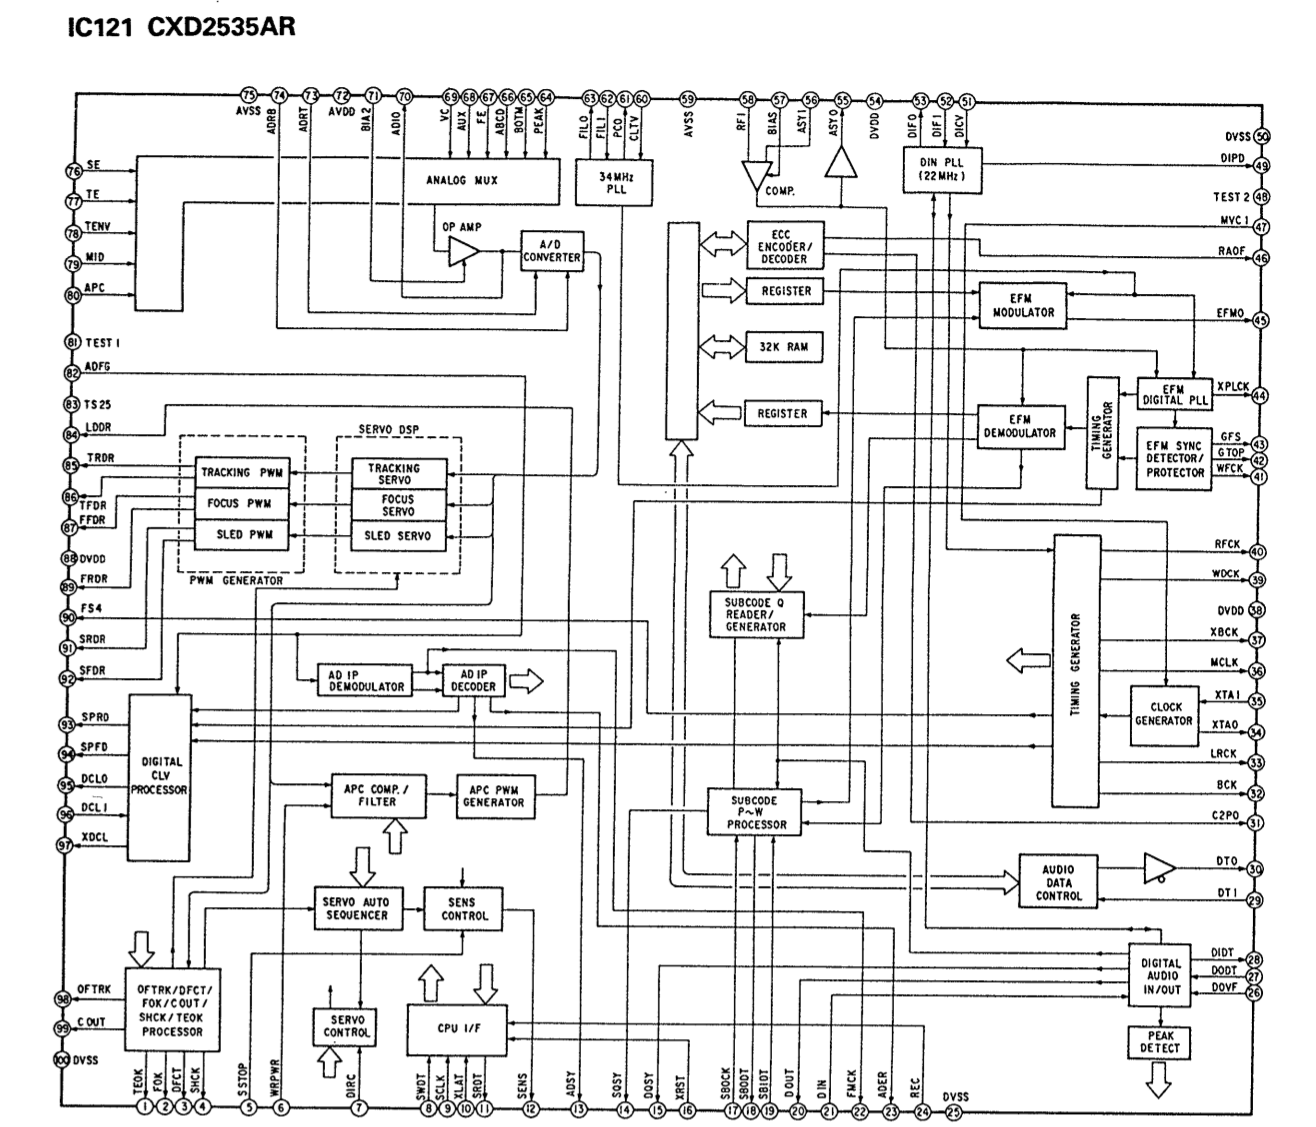 IC121 CXD2535AR
75 74 73 72 71 70 69 68 67 66 65 64 63 62 61 60 59 58 57 56 55 54 53 52 51
AVSS
ADRB
ADRT
AVDD
BIA2
ADIO
VC
AUX
FE
ABCD
BOTM
PEAK
FILO
FILI
PCO
CLTV
AVSS
RFI
BIAS
ASYI
ASYO
DVDD
DIFO
DIFI
DICV
76 SE
77 TE
78 TENV
79 MID
80 APC
81 TEST1
82 ADFG
83 TS25
84 LDDR
85 TRDR
86 TFDR
87 FFDR
88 DVDD
89 FRDR
90 FS4
91 SRDR
92 SFDR
93 SPRD
94 SPFD
95 DCLO
96 DCLI
97 XDCL
98 OFTRK
99 COUT
100 DVSS
ANALOG MUX
OP AMP
A/D
CONVERTER
34MHz
PLL
COMP.
DIN PLL
(22MHz)
ECC
ENCODER/
DECODER
REGISTER
32K RAM
REGISTER
EFM
MODULATOR
EFM
DEMODULATOR
TIMING
GENERATOR
EFM
DIGITAL PLL
EFM SYNC
DETECTOR/
PROTECTOR
SERVO DSP
TRACKING PWM
FOCUS PWM
SLED PWM
PWM GENERATOR
TRACKING
SERVO
FOCUS
SERVO
SLED SERVO
SUBCODE Q
READER/
GENERATOR
TIMING GENERATOR
CLOCK
GENERATOR
ADIP
DEMODULATOR
ADIP
DECODER
DIGITAL
CLV
PROCESSOR
APC COMP./
FILTER
APC PWM
GENERATOR
SUBCODE
P~W
PROCESSOR
AUDIO
DATA
CONTROL
SERVO AUTO
SEQUENCER
SENS
CONTROL
DIGITAL
AUDIO
IN/OUT
PEAK
DETECT
OFTRK/DFCT/
FOK/COUT/
SHCK/TEOK
PROCESSOR
SERVO
CONTROL
CPU I/F
DVSS 50
DIPD 49
TEST2 48
MVCI 47
RAOF 46
EFMO 45
XPLCK 44
GFS 43
GTOP 42
WFCK 41
RFCK 40
WDCK 39
DVDD 38
XBCK 37
MCLK 36
XTAI 35
XTAO 34
LRCK 33
BCK 32
C2PO 31
DTO 30
DTI 29
DIDT 28
DODT 27
DOVF 26
TEOK
FOK
DFCT
SHCK
SSTOP
WRPWR
DIRC
SWDT
SCLK
XLAT
SRDT
SENS
ADSY
SQSY
DQSY
XRST
SBOCK
SBODT
SBIDT
DOUT
DIN
FMCK
ADER
REC
DVSS
1 2 3 4 5 6 7 8 9 10 11 12 13 14 15 16 17 18 19 20 21 22 23 24 25